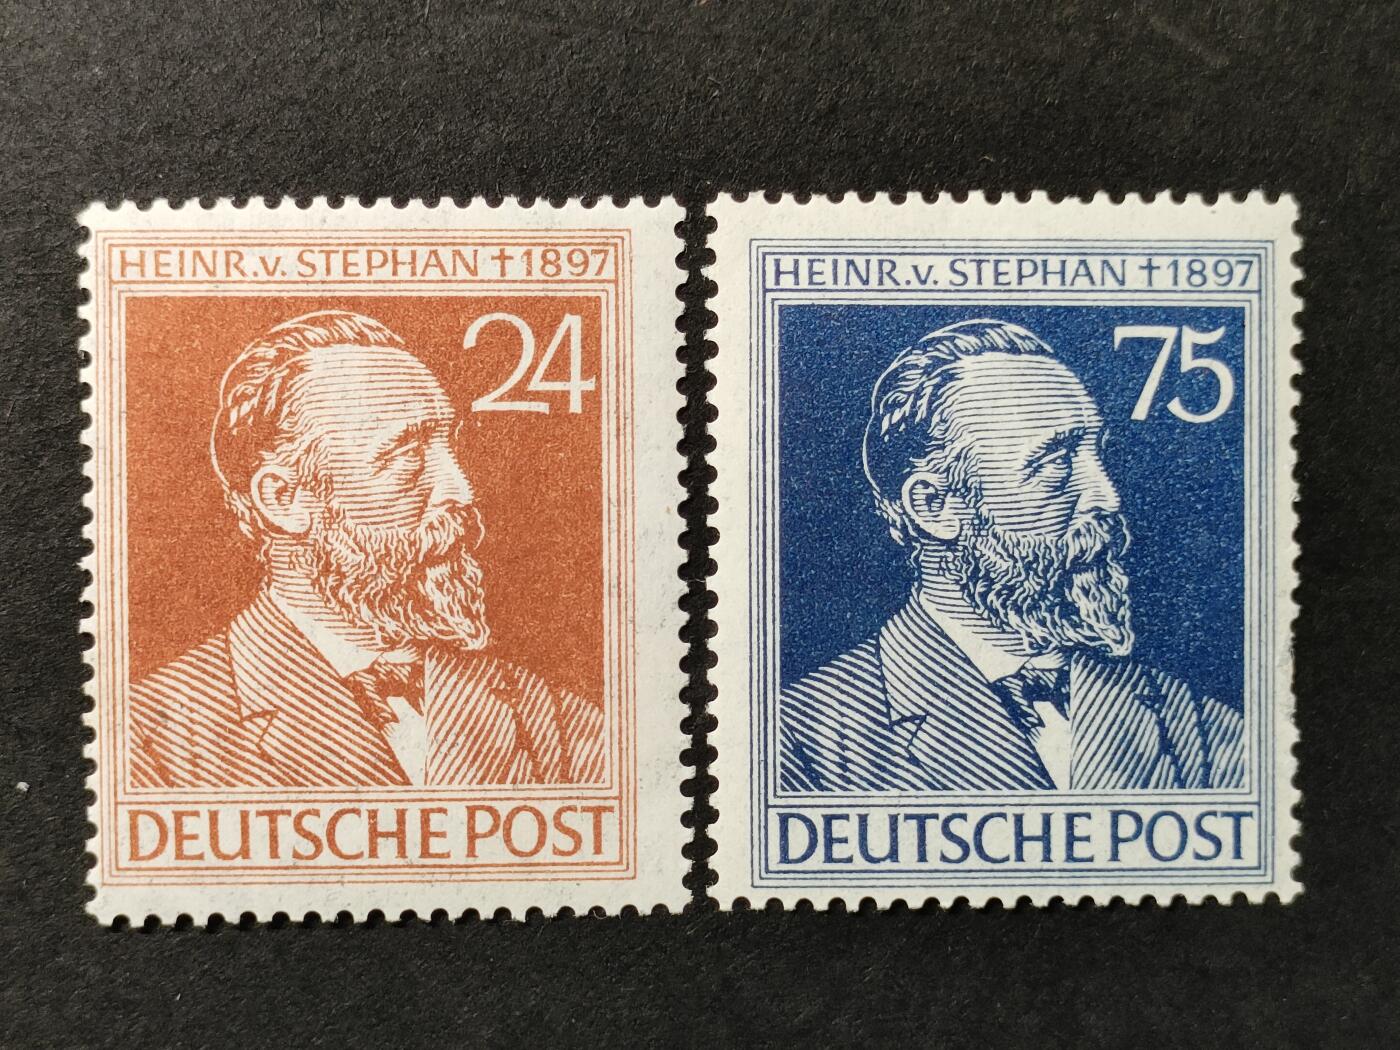 HEINR.v. STEPHAN †1897
24
DEUTSCHE POST
HEINR.v. STEPHAN †1897
75
DEUTSCHE POST